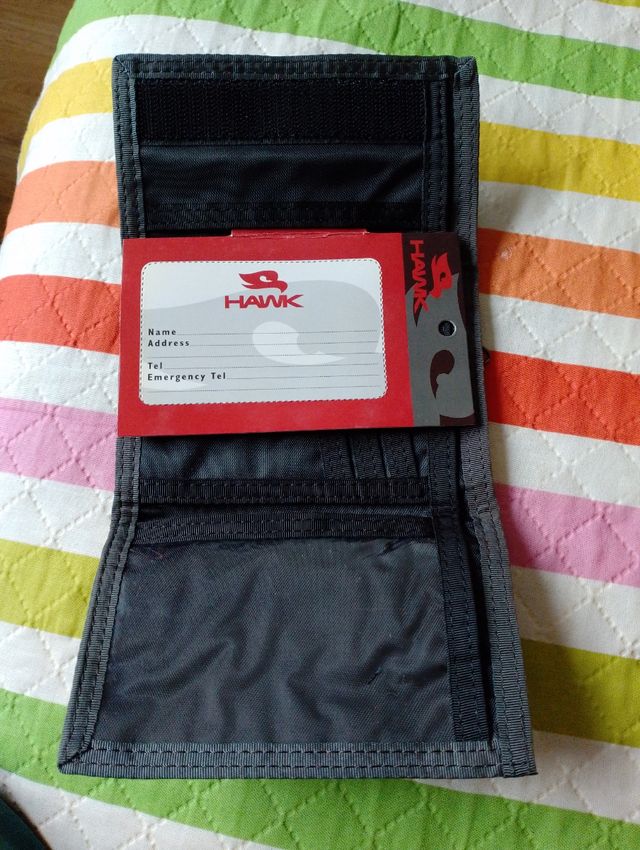 HAWK
Name
Address
Tel
Emergency Tel
HAWK